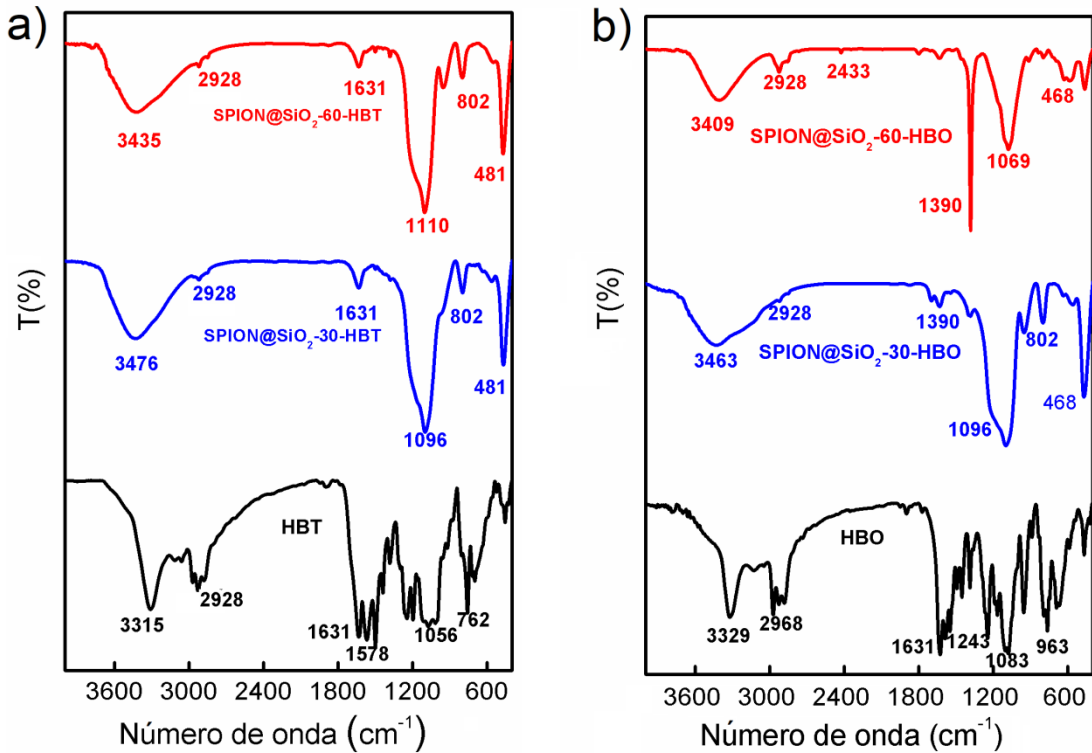 a)
2928
1631
802
SPION@SiO₂-60-HBT
3435
481
1110
2928
1631
802
SPION@SiO₂-30-HBT
3476
481
1096
HBT
2928
3315
1631
1578
1056
762
T(%)
3600 3000 2400 1800 1200 600
Número de onda (cm⁻¹)
b)
2928
2433
468
3409
SPION@SiO₂-60-HBO
1069
1390
2928
1390
802
3463
SPION@SiO₂-30-HBO
1096
468
HBO
3329
2968
1631
1243
1083
963
T(%)
3600 3000 2400 1800 1200 600
Número de onda (cm⁻¹)